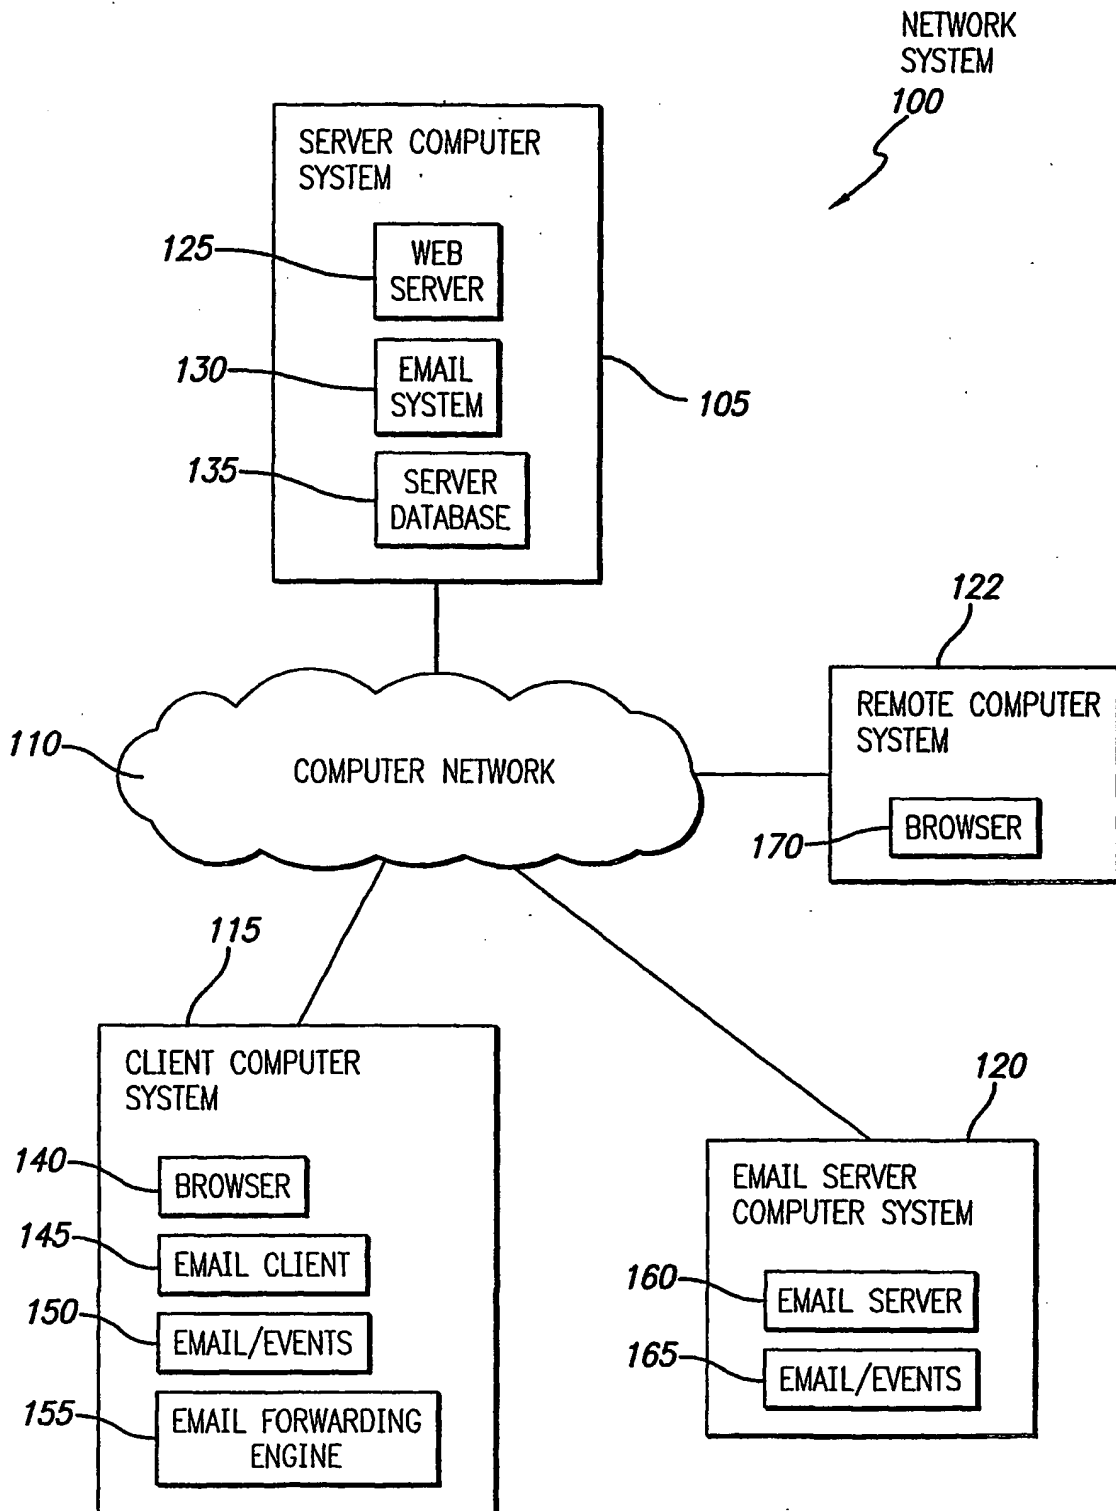 NETWORK
SYSTEM
100
SERVER COMPUTER
SYSTEM
125
WEB
SERVER
130
EMAIL
SYSTEM
105
135
SERVER
DATABASE
122
REMOTE COMPUTER
SYSTEM
110
COMPUTER NETWORK
170
BROWSER
115
CLIENT COMPUTER
SYSTEM
120
140
BROWSER
EMAIL SERVER
COMPUTER SYSTEM
145
EMAIL CLIENT
160
EMAIL SERVER
150
EMAIL/EVENTS
165
EMAIL/EVENTS
155
EMAIL FORWARDING
ENGINE